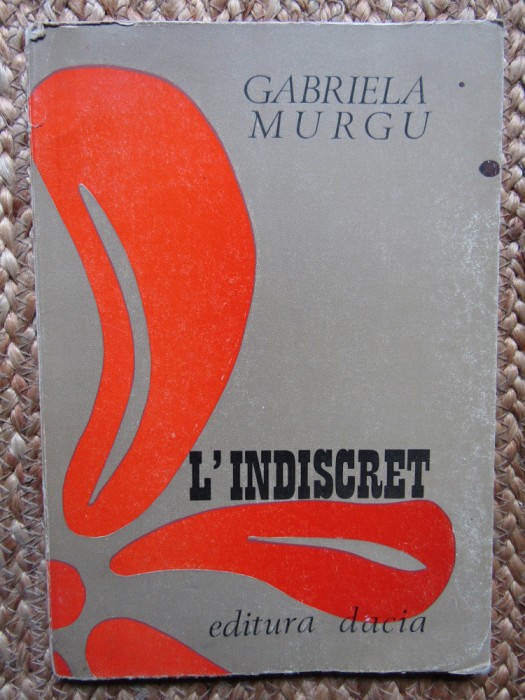 GABRIELA
MURGU
L'INDISCRET
editura dacia